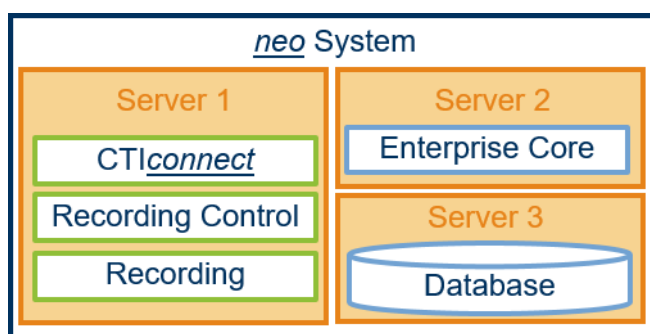 neo System
Server 1
CTIconnect
Recording Control
Recording
Server 2
Enterprise Core
Server 3
Database